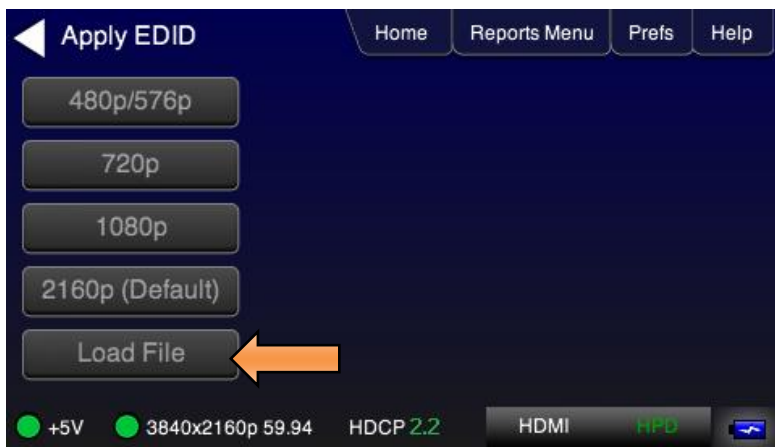 Apply EDID Home Reports Menu Prefs Help
480p/576p
720p
1080p
2160p (Default)
Load File
+5V 3840x2160p 59.94 HDCP 2.2 HDMI HPD